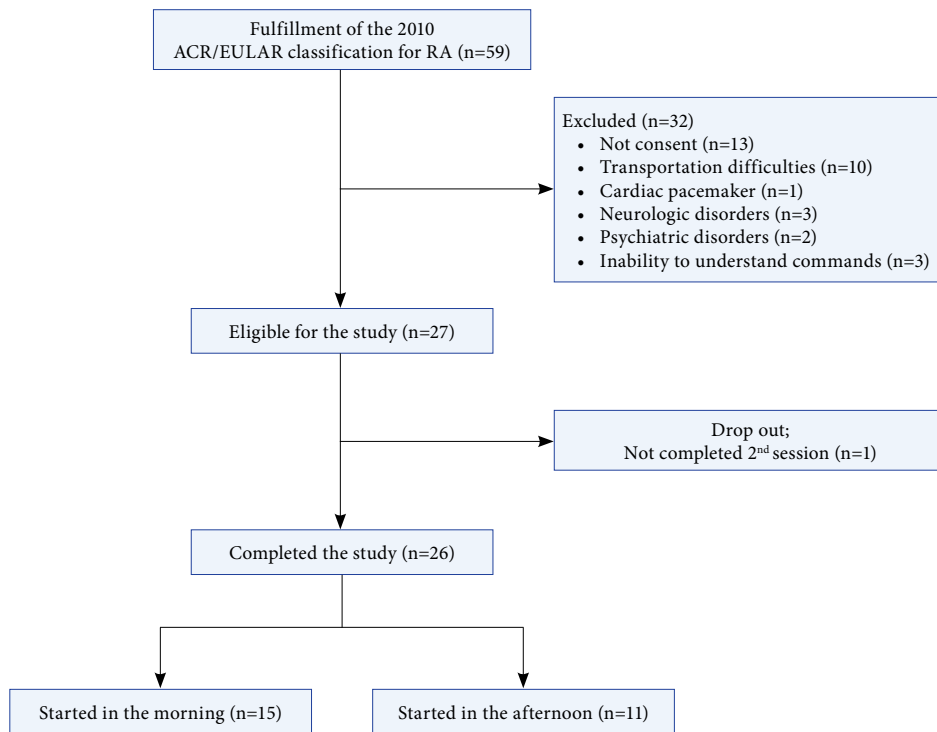 Fulfillment of the 2010
ACR/EULAR classification for RA (n=59)
Excluded (n=32)
• Not consent (n=13)
• Transportation difficulties (n=10)
• Cardiac pacemaker (n=1)
• Neurologic disorders (n=3)
• Psychiatric disorders (n=2)
• Inability to understand commands (n=3)
Eligible for the study (n=27)
Drop out;
Not completed 2nd session (n=1)
Completed the study (n=26)
Started in the morning (n=15)
Started in the afternoon (n=11)